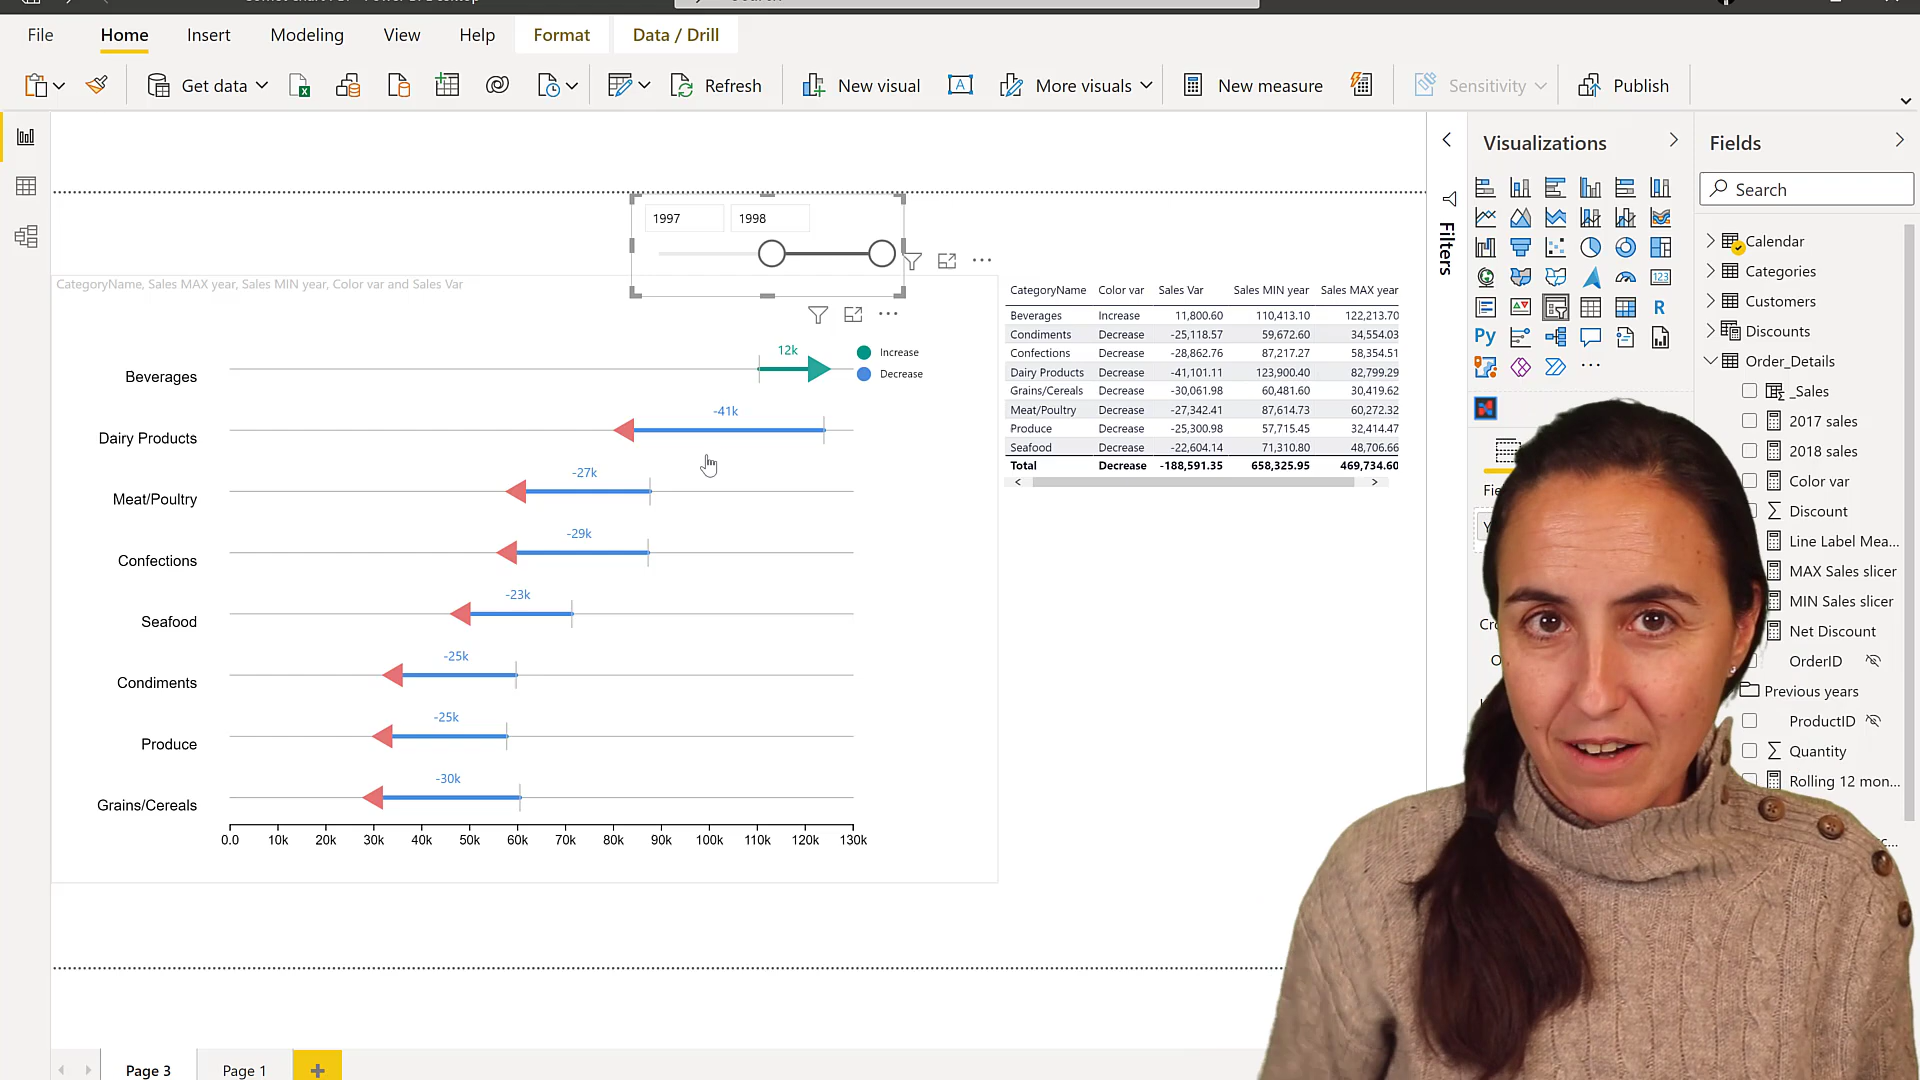 File Home Insert Modeling View Help Format Data / Drill
Get data Refresh New visual More visuals New measure Sensitivity Publish
1997 1998
CategoryName, Sales MAX year, Sales MIN year, Color var and Sales Var
Increase
Decrease
Beverages 12k
Dairy Products -41k
Meat/Poultry -27k
Confections -29k
Seafood -23k
Condiments -25k
Produce -25k
Grains/Cereals -30k
0.0 10k 20k 30k 40k 50k 60k 70k 80k 90k 100k 110k 120k 130k
CategoryName Color var Sales Var Sales MIN year Sales MAX year
Beverages Increase 11,800.60 110,413.10 122,213.70
Condiments Decrease -25,118.57 59,672.60 34,554.03
Confections Decrease -28,862.76 87,217.27 58,354.51
Dairy Products Decrease -41,101.11 123,900.40 82,799.29
Grains/Cereals Decrease -30,061.98 60,481.60 30,419.62
Meat/Poultry Decrease -27,342.41 87,614.73 60,272.32
Produce Decrease -25,300.98 57,715.45 32,414.47
Seafood Decrease -22,604.14 71,310.80 48,706.66
Total Decrease -188,591.35 658,325.95 469,734.60
Filters
Visualizations
123
R
Py
Fields
Search
Calendar
Categories
Customers
Discounts
Order_Details
_Sales
2017 sales
2018 sales
Color var
Discount
Line Label Mea...
MAX Sales slicer
MIN Sales slicer
Net Discount
OrderID
Previous years
ProductID
Quantity
Rolling 12 mon...
Page 3 Page 1